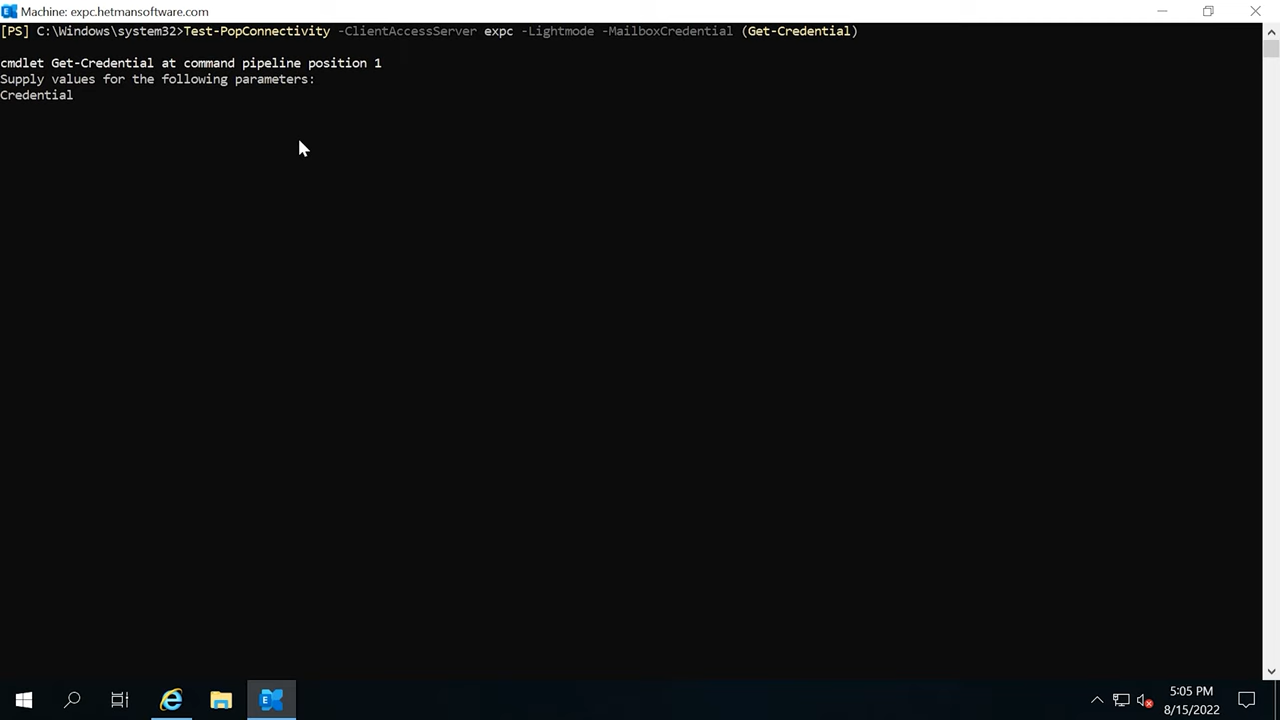 Machine: expc.hetmansoftware.com
[PS] C:\Windows\system32>Test-PopConnectivity -ClientAccessServer expc -Lightmode -MailboxCredential (Get-Credential)
cmdlet Get-Credential at command pipeline position 1
Supply values for the following parameters:
Credential
5:05 PM
8/15/2022